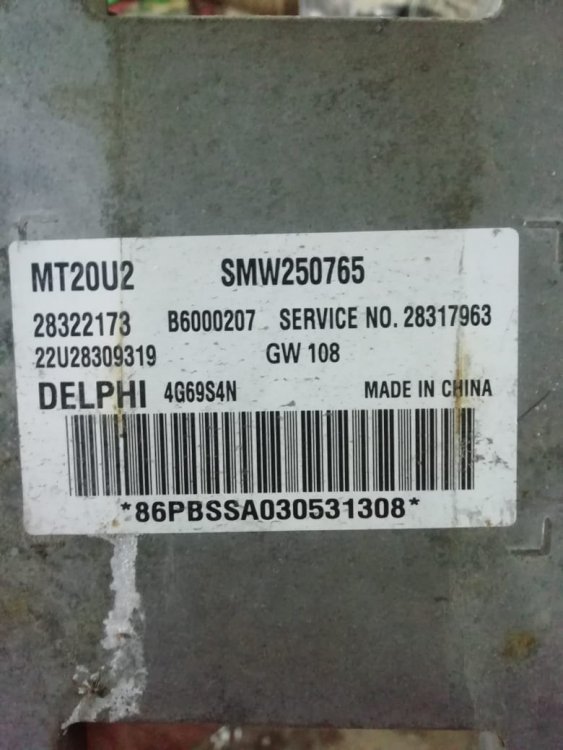 MT20U2 SMW250765
28322173 B6000207 SERVICE NO. 28317963
22U28309319 GW 108
DELPHI 4G69S4N MADE IN CHINA
*86PBSSA030531308*